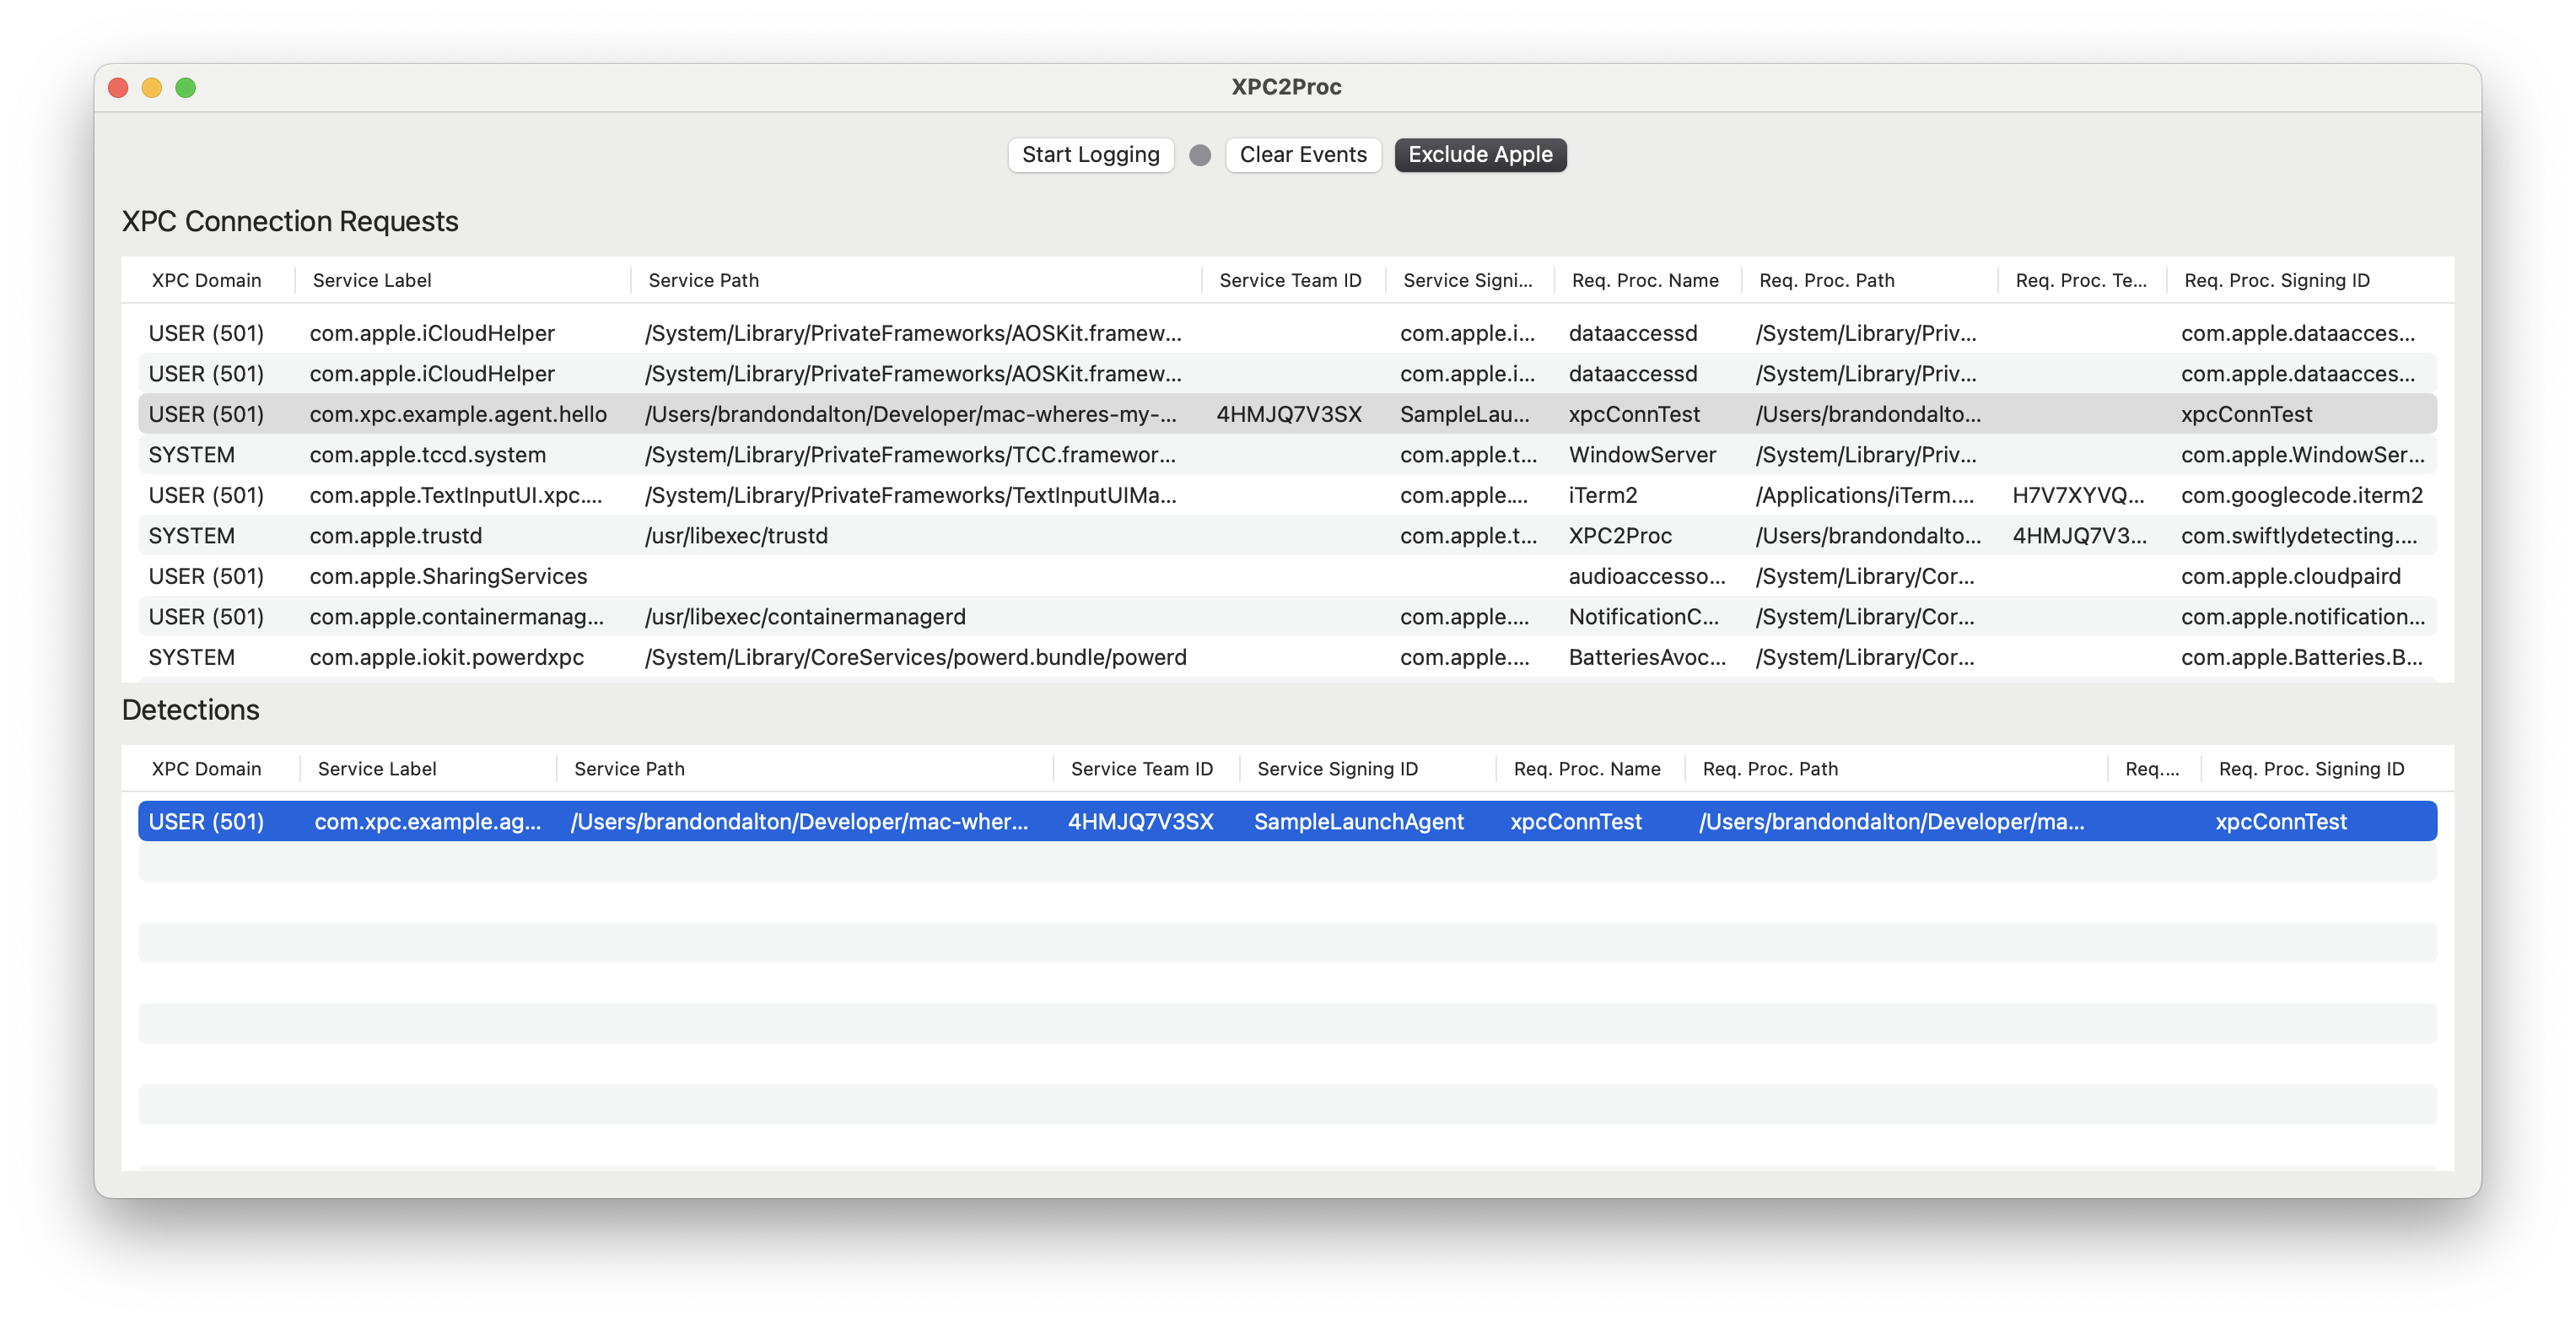 XPC2Proc
Start Logging Clear Events Exclude Apple
XPC Connection Requests
XPC Domain Service Label Service Path Service Team ID Service Signi... Req. Proc. Name Req. Proc. Path Req. Proc. Te... Req. Proc. Signing ID
USER (501) com.apple.iCloudHelper /System/Library/PrivateFrameworks/AOSKit.framew... com.apple.i... dataaccessd /System/Library/Priv... com.apple.dataacces...
USER (501) com.apple.iCloudHelper /System/Library/PrivateFrameworks/AOSKit.framew... com.apple.i... dataaccessd /System/Library/Priv... com.apple.dataacces...
USER (501) com.xpc.example.agent.hello /Users/brandondalton/Developer/mac-wheres-my-... 4HMJQ7V3SX SampleLau... xpcConnTest /Users/brandondalto... xpcConnTest
SYSTEM com.apple.tccd.system /System/Library/PrivateFrameworks/TCC.framewor... com.apple.t... WindowServer /System/Library/Priv... com.apple.WindowSer...
USER (501) com.apple.TextInputUI.xpc.... /System/Library/PrivateFrameworks/TextInputUIMa... com.apple.... iTerm2 /Applications/iTerm.... H7V7XYVQ... com.googlecode.iterm2
SYSTEM com.apple.trustd /usr/libexec/trustd com.apple.t... XPC2Proc /Users/brandondalto... 4HMJQ7V3... com.swiftlydetecting....
USER (501) com.apple.SharingServices audioaccesso... /System/Library/Cor... com.apple.cloudpaird
USER (501) com.apple.containermanag... /usr/libexec/containermanagerd com.apple.... NotificationC... /System/Library/Cor... com.apple.notification...
SYSTEM com.apple.iokit.powerdxpc /System/Library/CoreServices/powerd.bundle/powerd com.apple.... BatteriesAvoc... /System/Library/Cor... com.apple.Batteries.B...
Detections
XPC Domain Service Label Service Path Service Team ID Service Signing ID Req. Proc. Name Req. Proc. Path Req.... Req. Proc. Signing ID
USER (501) com.xpc.example.ag... /Users/brandondalton/Developer/mac-wher... 4HMJQ7V3SX SampleLaunchAgent xpcConnTest /Users/brandondalton/Developer/ma... xpcConnTest